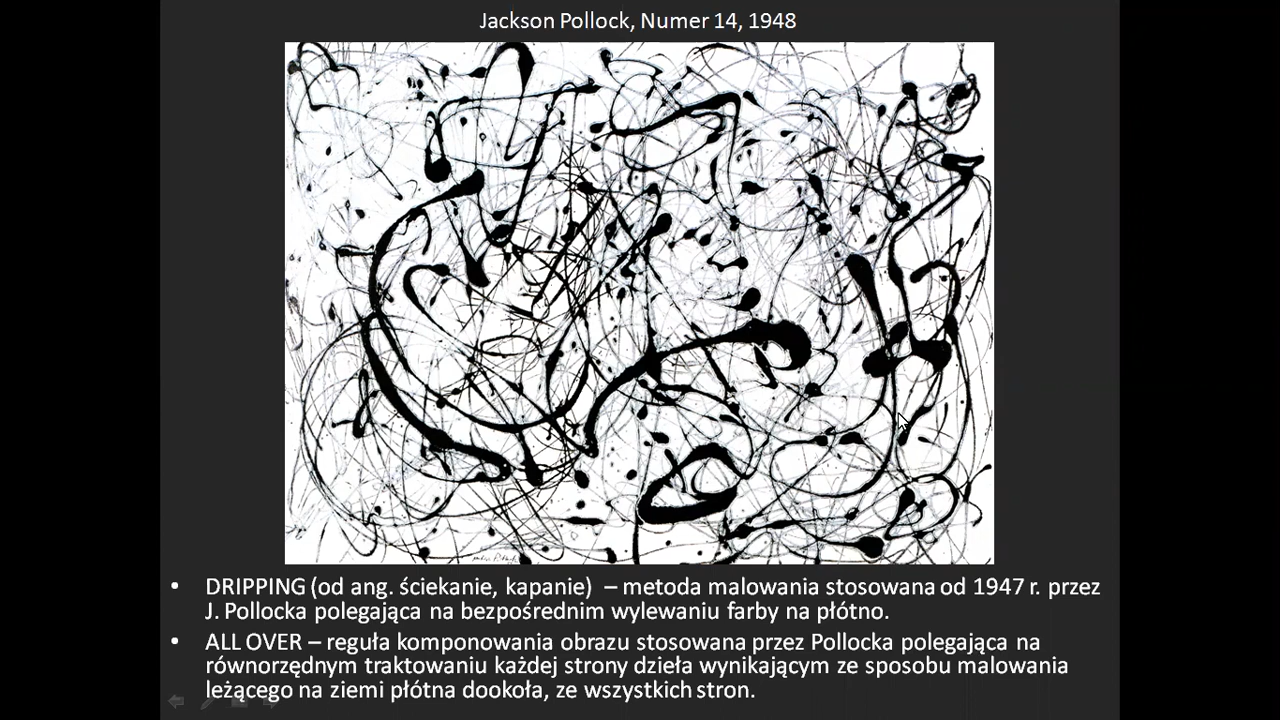 Jackson Pollock, Numer 14, 1948
• DRIPPING (od ang. ściekanie, kapanie) – metoda malowania stosowana od 1947 r. przez
J. Pollocka polegająca na bezpośrednim wylewaniu farby na płótno.
• ALL OVER – reguła komponowania obrazu stosowana przez Pollocka polegająca na
równorzędnym traktowaniu każdej strony dzieła wynikającym ze sposobu malowania
leżącego na ziemi płótna dookoła, ze wszystkich stron.